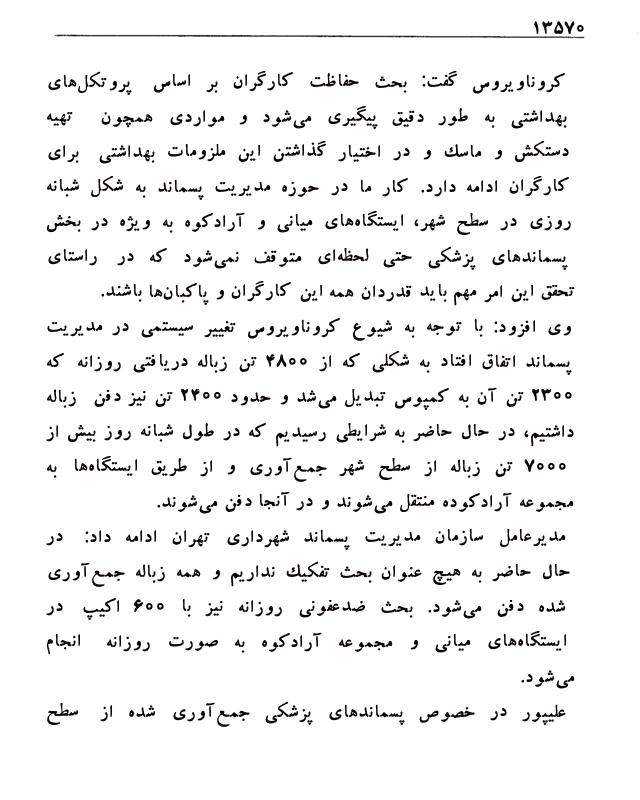 ۱۳۵۷۰
کروناویروس گفت: بحث حفاظت کارگران بر اساس پروتکل‌های
بهداشتی به طور دقیق پیگیری می‌شود و مواردی همچون تهیه
دستکش و ماسك و در اختیار گذاشتن این ملزومات بهداشتی برای
کارگران ادامه دارد. کار ما در حوزه مدیریت پسماند به شکل شبانه
روزی در سطح شهر، ایستگاه‌های میانی و آرادکوه به ویژه در بخش
پسماندهای پزشکی حتی لحظه‌ای متوقف نمی‌شود که در راستای
تحقق این امر مهم باید قدردان همه این کارگران و پاکبان‌ها باشند.
وی افزود: با توجه به شیوع کروناویروس تغییر سیستمی در مدیریت
پسماند اتفاق افتاد به شکلی که از ۴۸۰۰ تن زباله دریافتی روزانه که
۲۳۰۰ تن آن به کمپوس تبدیل می‌شد و حدود ۲۴۰۰ تن نیز دفن زباله
داشتیم، در حال حاضر به شرایطی رسیدیم که در طول شبانه روز بیش از
۷۰۰۰ تن زباله از سطح شهر جمع‌آوری و از طریق ایستگاه‌ها به
مجموعه آرادکوده منتقل می‌شوند و در آنجا دفن می‌شوند.
مدیرعامل سازمان مدیریت پسماند شهرداری تهران ادامه داد: در
حال حاضر به هیچ عنوان بحث تفکیك نداریم و همه زباله جمع‌آوری
شده دفن می‌شود. بحث ضدعفونی روزانه نیز با ۶۰۰ اکیپ در
ایستگاه‌های میانی و مجموعه آرادکوه به صورت روزانه انجام
می‌شود.
علیپور در خصوص پسماندهای پزشکی جمع‌آوری شده از سطح